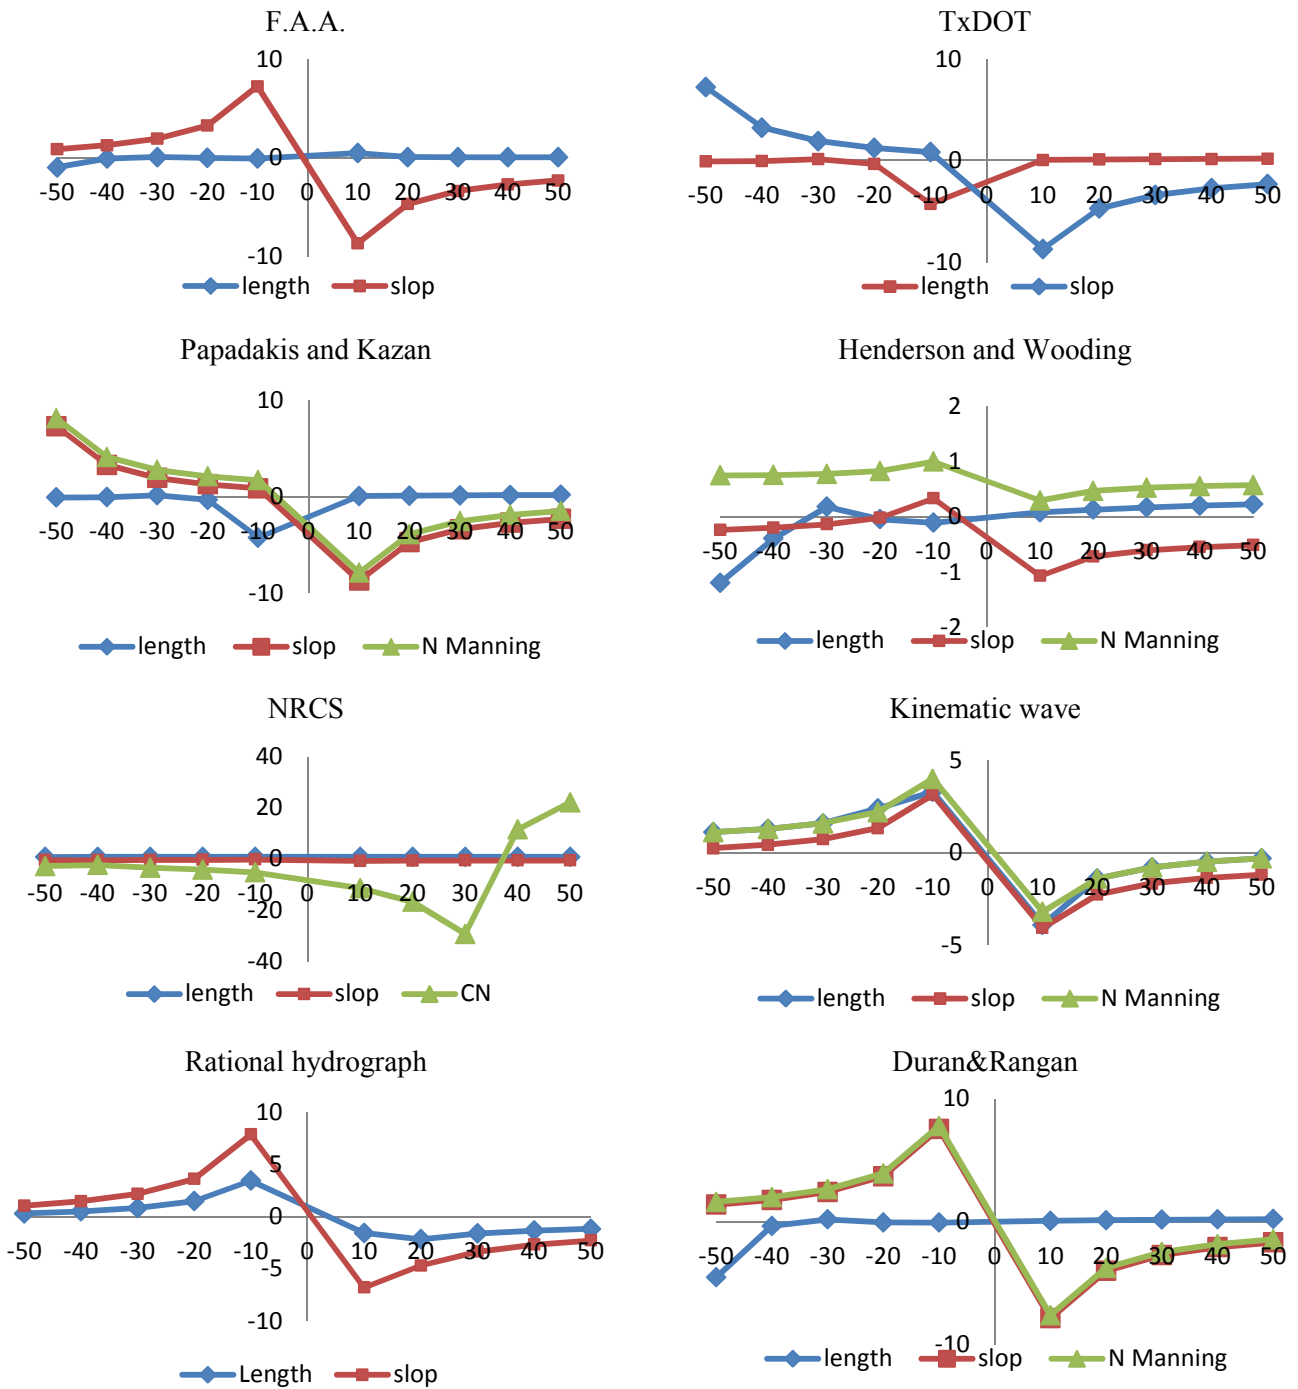 F.A.A.
10
0
-50 -40 -30 -20 -10 0 10 20 30 40 50
-10
length slop
TxDOT
10
0
-50 -40 -30 -20 -10 0 10 20 30 40 50
-10
length slop
Papadakis and Kazan
10
0
-50 -40 -30 -20 -10 0 10 20 30 40 50
-10
length slop N Manning
Henderson and Wooding
2
1
0
-50 -40 -30 -20 -10 0 10 20 30 40 50
-1
-2
length slop N Manning
NRCS
40
20
0
-50 -40 -30 -20 -10 0 10 20 30 40 50
-20
-40
length slop CN
Kinematic wave
5
0
-50 -40 -30 -20 -10 0 10 20 30 40 50
-5
length slop N Manning
Rational hydrograph
10
5
0
-50 -40 -30 -20 -10 0 10 20 30 40 50
-5
-10
Length slop
Duran&Rangan
10
0
-50 -40 -30 -20 -10 0 10 20 30 40 50
-10
length slop N Manning